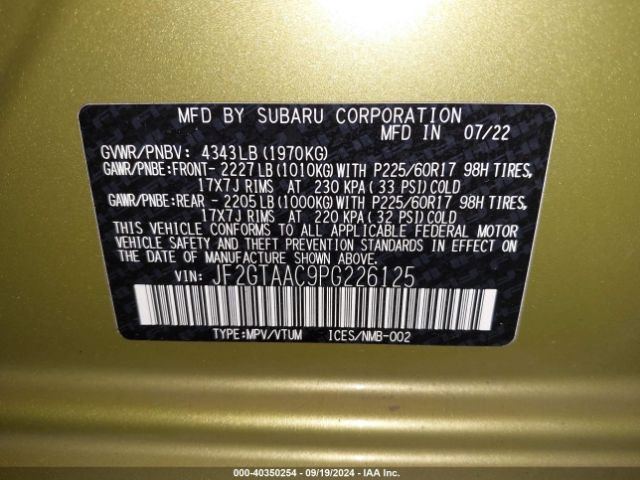 MFD BY SUBARU CORPORATION
MFD IN 07/22
GVWR/PNBV: 4343LB(1970KG)
GAWR/PNBE:FRONT- 2227LB(1010KG)WITH P225/60R17 98H TIRES,
17X7J RIMS AT 230 KPA( 33 PSI)COLD
GAWR/PNBE:REAR - 2205LB(1000KG)WITH P225/60R17 98H TIRES,
17X7J RIMS AT 220 KPA( 32 PSI)COLD
THIS VEHICLE CONFORMS TO ALL APPLICABLE FEDERAL MOTOR
VEHICLE SAFETY AND THEFT PREVENTION STANDARDS IN EFFECT ON
THE DATE OF MANUFACTURE SHOWN ABOVE.
VIN: JF2GTAAC9PG226125
TYPE:MPV/VTUM ICES/NMB-002
000-40350254 - 09/19/2024 - IAA Inc.